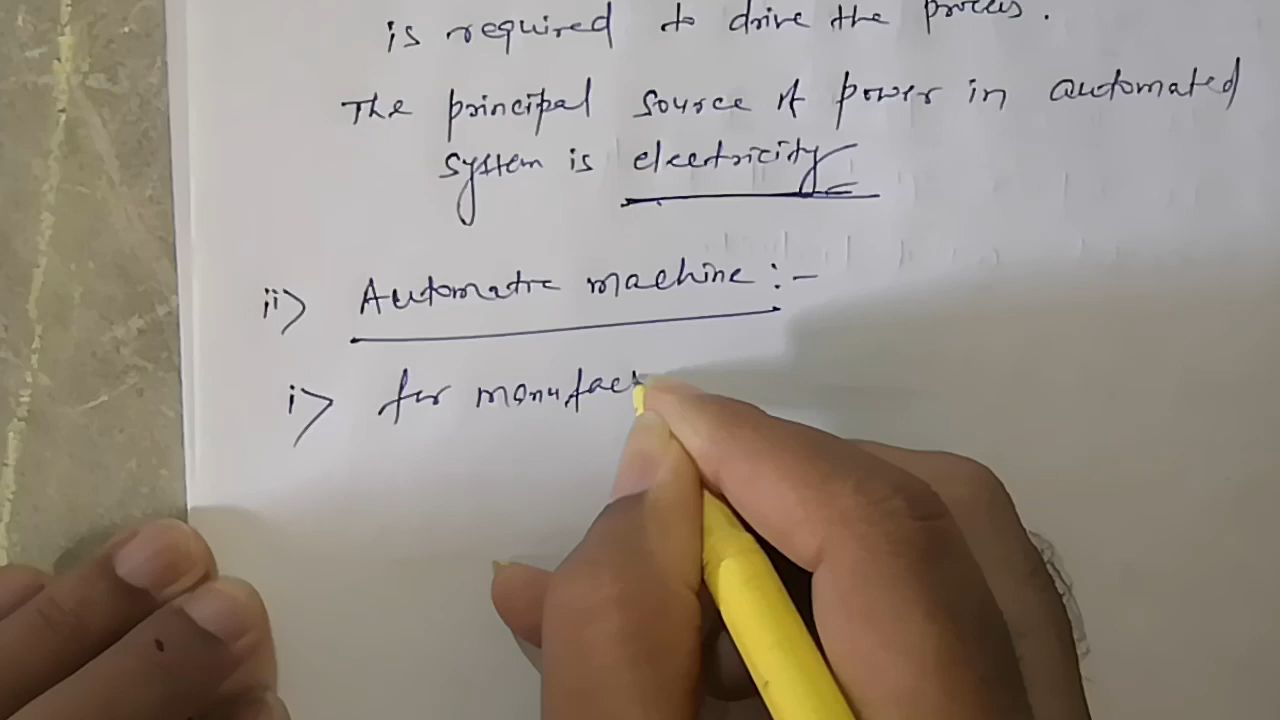 is required to drive the process.
The principal source of power in automated
system is electricity
ii) Automatic machine :-
i) for manufac